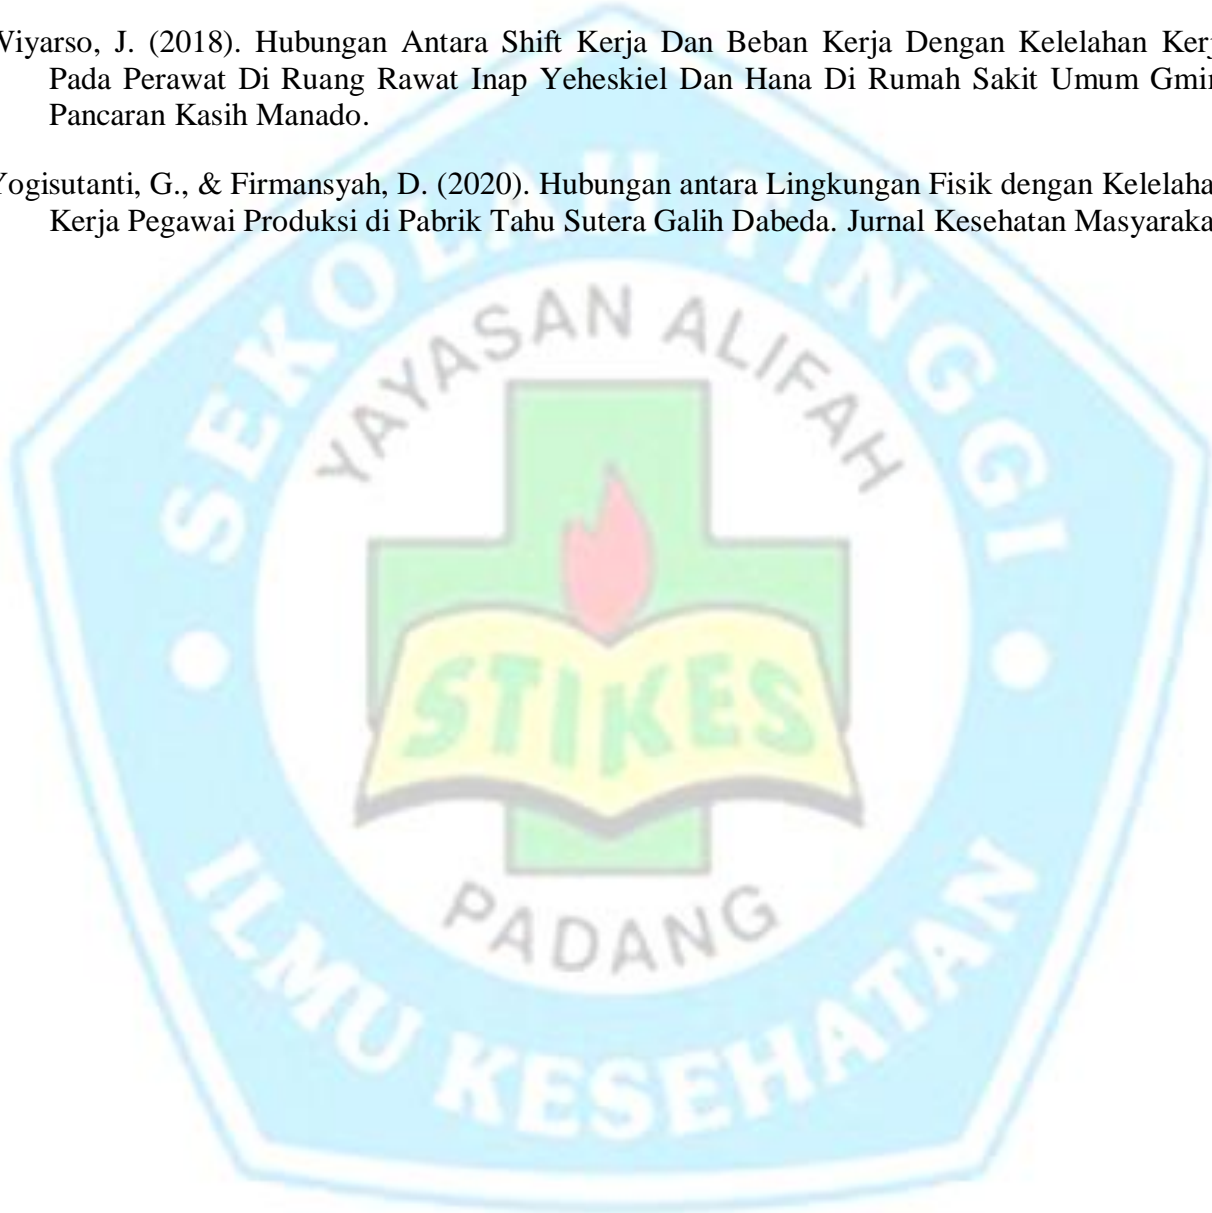 Wiyarso, J. (2018). Hubungan Antara Shift Kerja Dan Beban Kerja Dengan Kelelahan Kerj
Pada Perawat Di Ruang Rawat Inap Yeheskiel Dan Hana Di Rumah Sakit Umum Gmim
Pancaran Kasih Manado.
Yogisutanti, G., & Firmansyah, D. (2020). Hubungan antara Lingkungan Fisik dengan Kelelaha
Kerja Pegawai Produksi di Pabrik Tahu Sutera Galih Dabeda. Jurnal Kesehatan Masyaraka
SEKOLAH TINGGI
YAYASAN ALIFAH
STIKES
PADANG
ILMU KESEHATAN